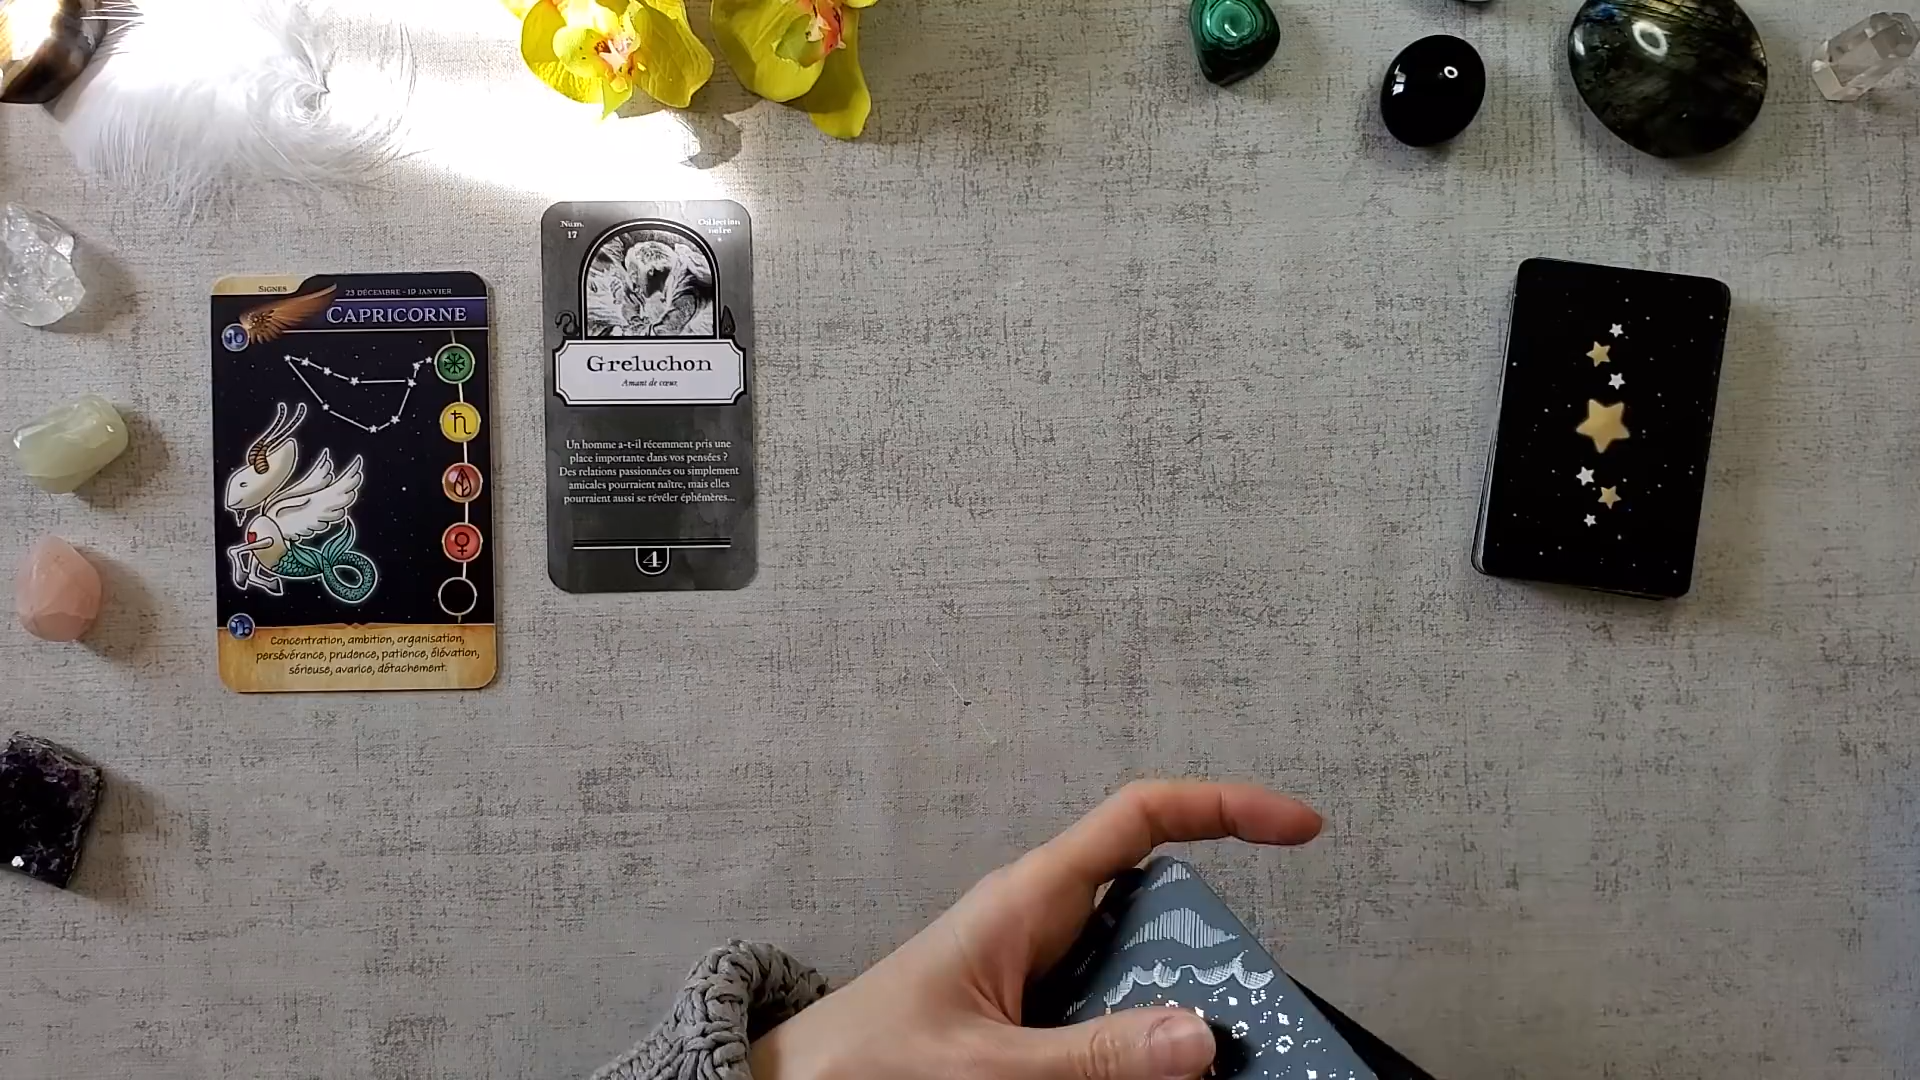 SIGNES
23 DÉCEMBRE - 19 JANVIER
CAPRICORNE
10
Concentration, ambition, organisation,
persévérance, prudence, patience, élévation,
sérieuse, avarice, détachement.
Num.
17
Collection
noire
Greluchon
Amant de cœur
Un homme a-t-il récemment pris une
place importante dans vos pensées ?
Des relations passionnées ou simplement
amicales pourraient naître, mais elles
pourraient aussi se révéler éphémères...
4